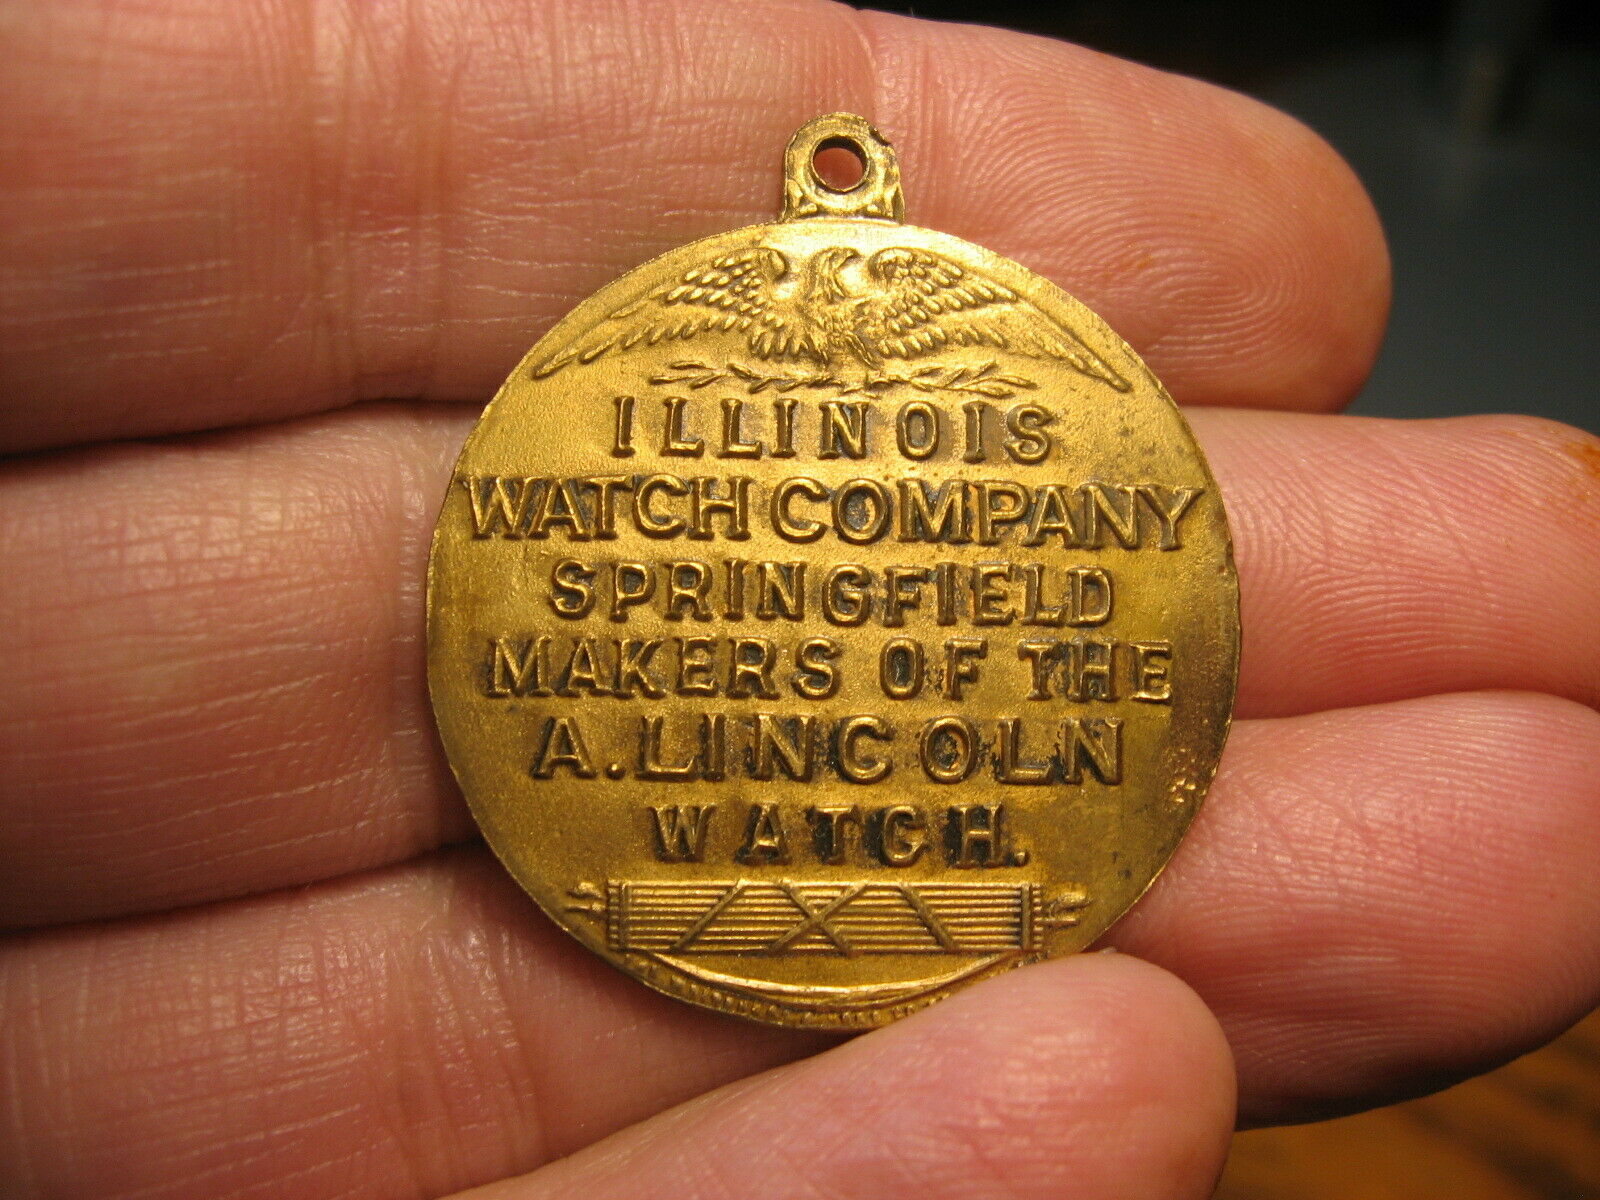 ILLINOIS
WATCH COMPANY
SPRINGFIELD
MAKERS OF THE
A. LINCOLN
WATCH.